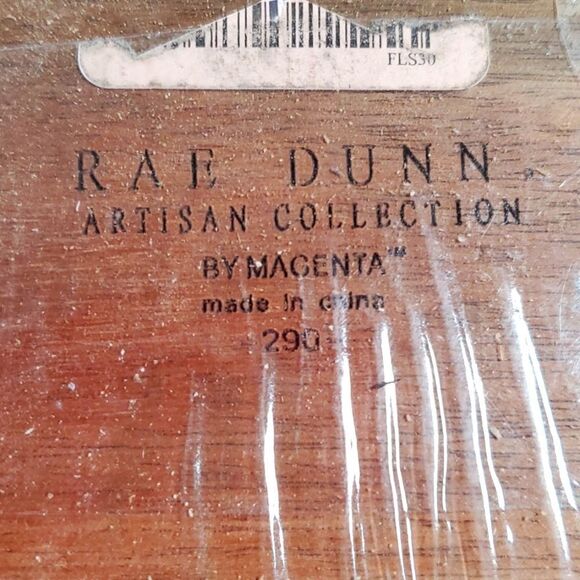 FLS30
RAE DUNN.
ARTISAN COLLECTION
BY MAGENTA™
made in china
- 290 -